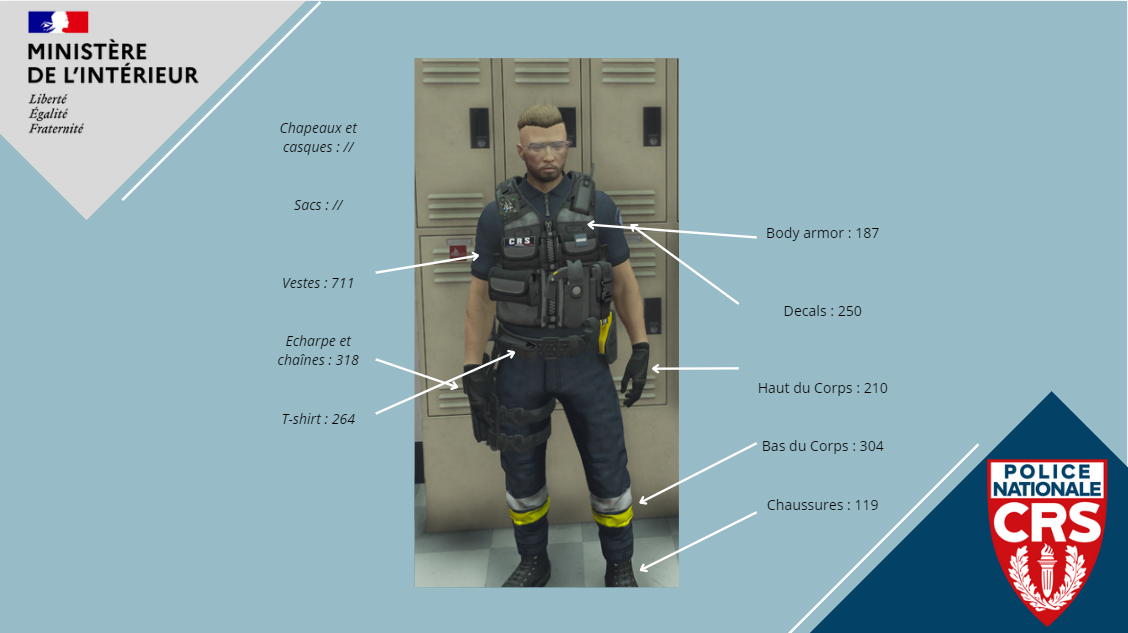 MINISTÈRE
DE L'INTÉRIEUR
Liberté
Égalité
Fraternité
Chapeaux et
casques : //
Sacs : //
Vestes : 711
Echarpe et
chaînes : 318
T-shirt : 264
CRS
Body armor : 187
Decals : 250
Haut du Corps : 210
Bas du Corps : 304
Chaussures : 119
POLICE
NATIONALE
CRS